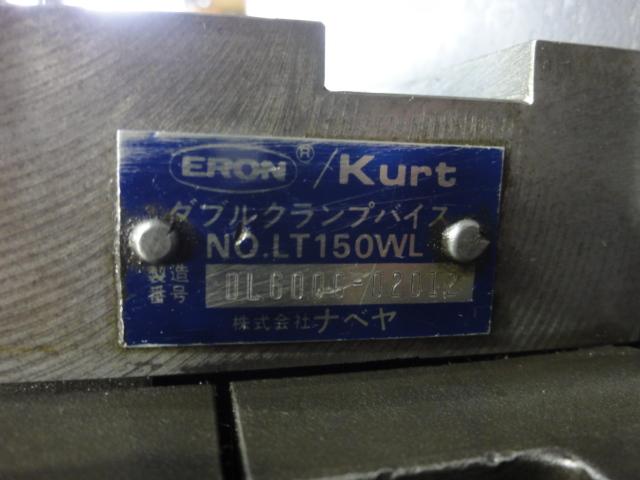 ERON® / Kurt
ダブルクランプバイス
NO.LT150WL
製造番号
株式会社ナベヤ